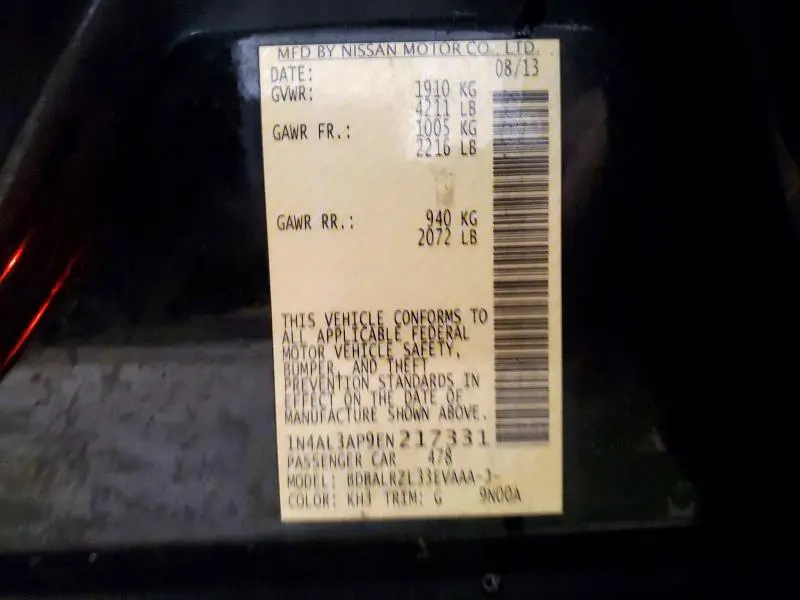 MFD BY NISSAN MOTOR CO., LTD.
DATE: 08/13
GVWR: 1910 KG
4211 LB
GAWR FR.: 1005 KG
2216 LB
GAWR RR.: 940 KG
2072 LB
THIS VEHICLE CONFORMS TO
ALL APPLICABLE FEDERAL
MOTOR VEHICLE SAFETY,
BUMPER, AND THEFT
PREVENTION STANDARDS IN
EFFECT ON THE DATE OF
MANUFACTURE SHOWN ABOVE.
1N4AL3AP9EN217331
PASSENGER CAR 478
MODEL: BDBALRZL33EVAAA-J-
COLOR: KH3 TRIM: G 9N00A